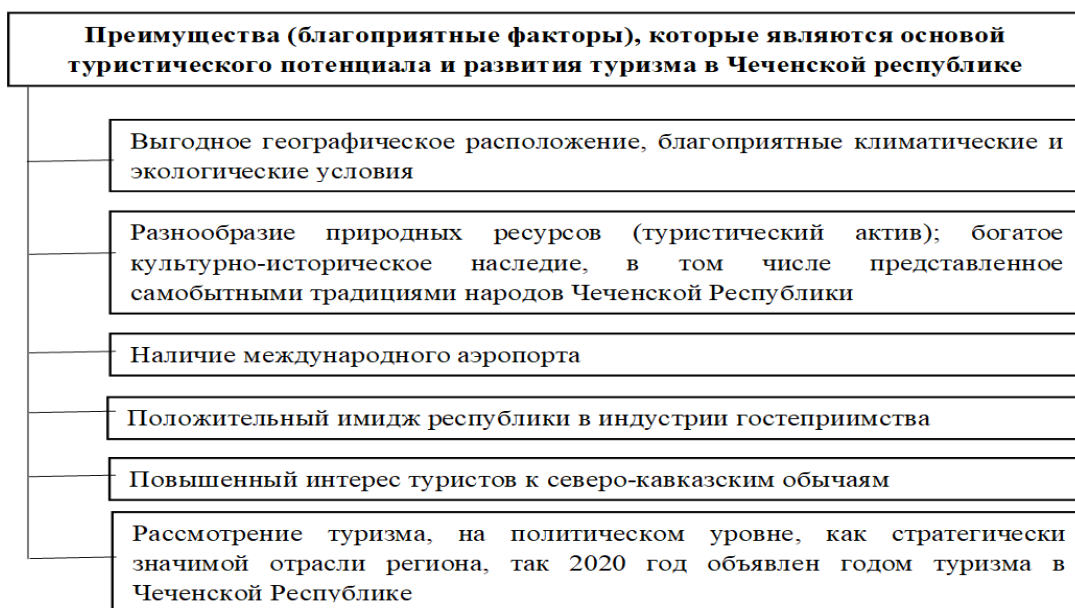 Преимущества (благоприятные факторы), которые являются основой
туристического потенциала и развития туризма в Чеченской республике
Выгодное географическое расположение, благоприятные климатические и
экологические условия
Разнообразие природных ресурсов (туристический актив); богатое
культурно-историческое наследие, в том числе представленное
самобытными традициями народов Чеченской Республики
Наличие международного аэропорта
Положительный имидж республики в индустрии гостеприимства
Повышенный интерес туристов к северо-кавказским обычаям
Рассмотрение туризма, на политическом уровне, как стратегически
значимой отрасли региона, так 2020 год объявлен годом туризма в
Чеченской Республике